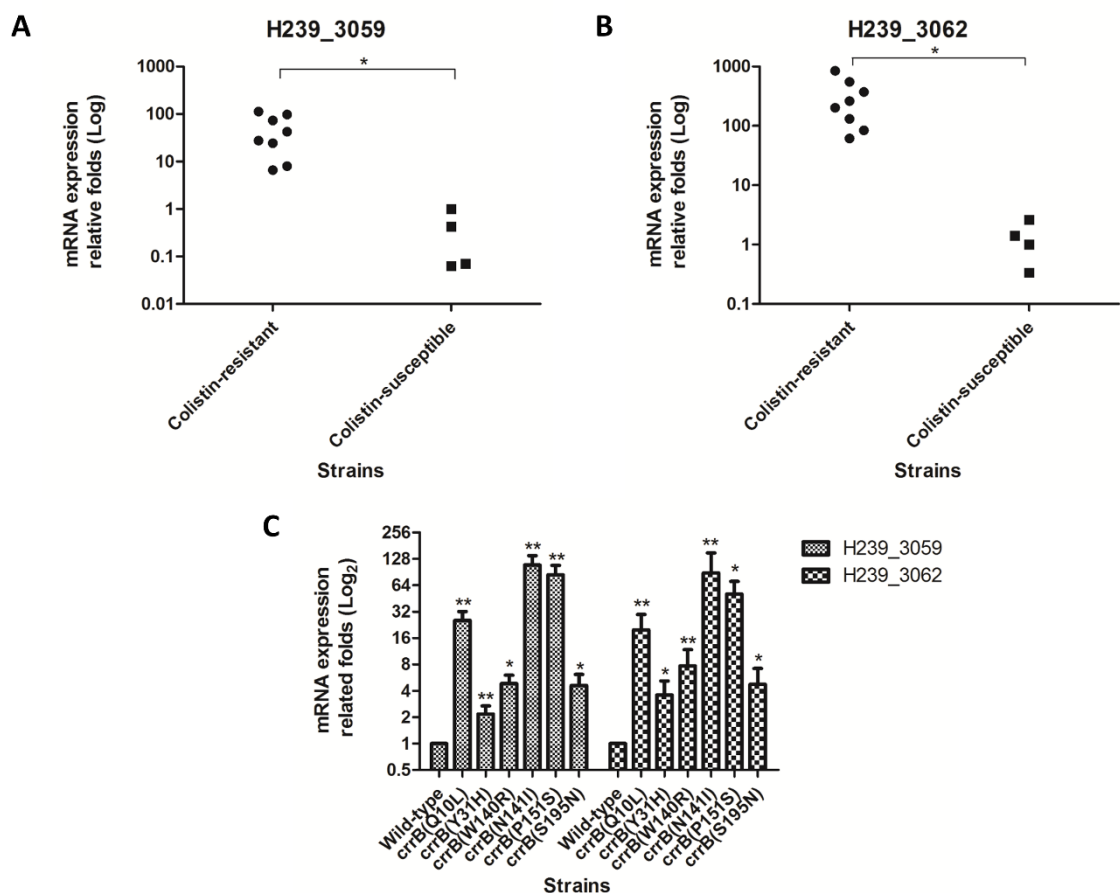 A
H239_3059
*
mRNA expression
relative folds (Log)
1000
100
10
1
0.1
0.01
Colistin-resistant
Colistin-susceptible
Strains
B
H239_3062
*
mRNA expression
relative folds (Log)
1000
100
10
1
0.1
Colistin-resistant
Colistin-susceptible
Strains
C
mRNA expression
related folds (Log2)
256
128
64
32
16
8
4
2
1
0.5
** ** * ** ** * ** * ** ** * *
Wild-type
crrB(Q10L)
crrB(Y31H)
crrB(W140R)
crrB(N141I)
crrB(P151S)
crrB(S195N)
Wild-type
crrB(Q10L)
crrB(Y31H)
crrB(W140R)
crrB(N141I)
crrB(P151S)
crrB(S195N)
Strains
H239_3059
H239_3062